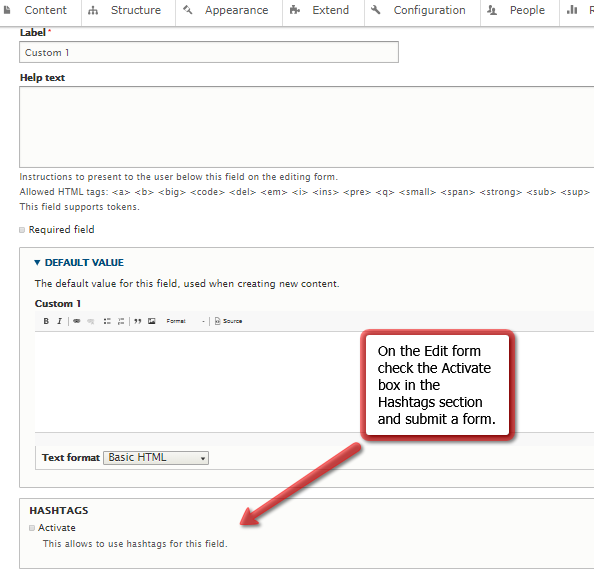 Content Structure Appearance Extend Configuration People R
Label*
Custom 1
Help text
Instructions to present to the user below this field on the editing form.
Allowed HTML tags: <a> <b> <big> <code> <del> <em> <i> <ins> <pre> <q> <small> <span> <strong> <sub> <sup>
This field supports tokens.
Required field
DEFAULT VALUE
The default value for this field, used when creating new content.
Custom 1
B I Format Source
On the Edit form
check the Activate
box in the
Hashtags section
and submit a form.
Text format Basic HTML
HASHTAGS
Activate
This allows to use hashtags for this field.